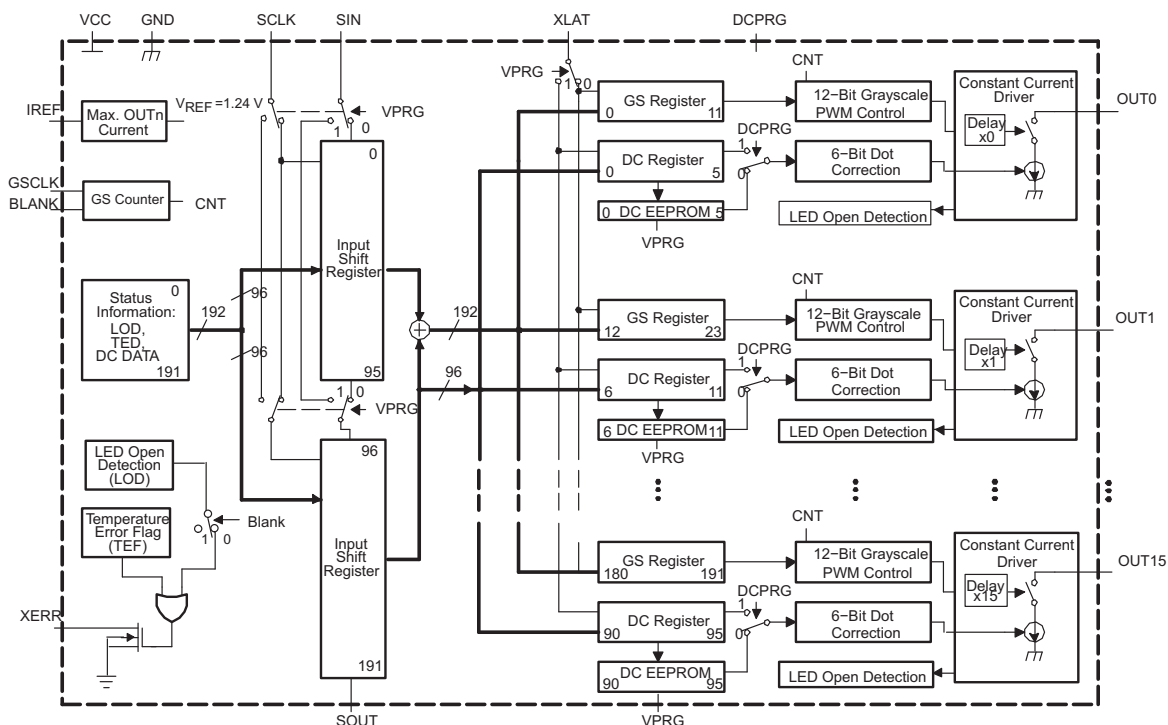 VCC
GND
SCLK
SIN
XLAT
DCPRG
IREF
Max. OUTn
Current
VREF =1.24 V
VPRG
1
0
0
GSCLK
BLANK
GS Counter
CNT
Status
Information:
LOD,
TED,
DC DATA
0
191
192
96
96
Input
Shift
Register
95
1
0
VPRG
96
Input
Shift
Register
191
SOUT
192
96
LED Open
Detection
(LOD)
Temperature
Error Flag
(TEF)
Blank
1
0
XERR
VPRG
1
0
GS Register
0
11
CNT
12−Bit Grayscale
PWM Control
Constant Current
Driver
Delay
x0
OUT0
DC Register
0
5
DCPRG
1
0
6−Bit Dot
Correction
0
DC EEPROM
5
VPRG
LED Open Detection
GS Register
12
23
CNT
12−Bit Grayscale
PWM Control
Constant Current
Driver
Delay
x1
OUT1
DC Register
6
11
DCPRG
1
0
6−Bit Dot
Correction
6
DC EEPROM
11
VPRG
LED Open Detection
GS Register
180
191
CNT
12−Bit Grayscale
PWM Control
Constant Current
Driver
Delay
x15
OUT15
DC Register
90
95
DCPRG
1
0
6−Bit Dot
Correction
DC EEPROM
90
95
VPRG
LED Open Detection